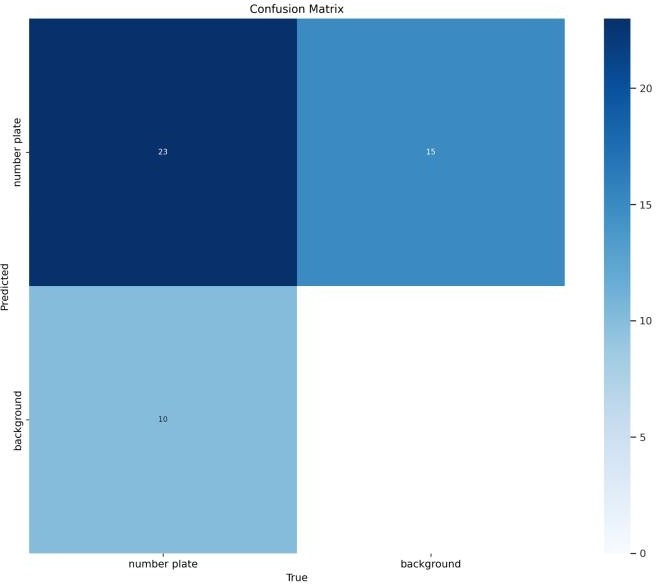 Confusion Matrix
number plate
23
15
Predicted
background
10
number plate
background
True
20
15
10
5
0